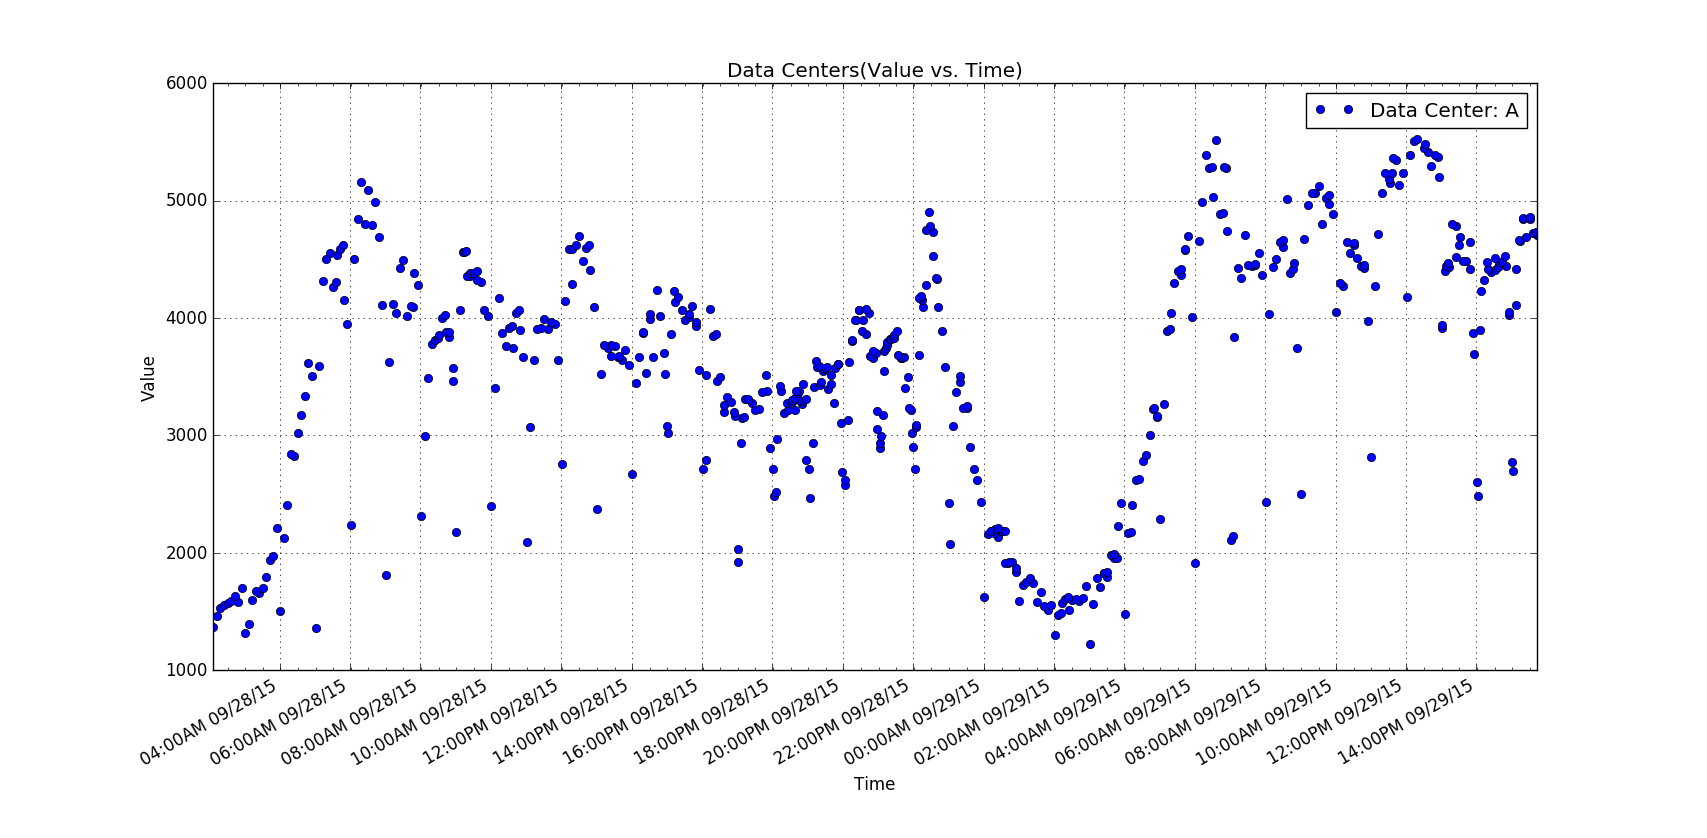 Data Centers(Value vs. Time)
Data Center: A
6000
5000
4000
3000
2000
1000
Value
04:00AM 09/28/15
06:00AM 09/28/15
08:00AM 09/28/15
10:00AM 09/28/15
12:00PM 09/28/15
14:00PM 09/28/15
16:00PM 09/28/15
18:00PM 09/28/15
20:00PM 09/28/15
22:00PM 09/28/15
00:00AM 09/29/15
02:00AM 09/29/15
04:00AM 09/29/15
06:00AM 09/29/15
08:00AM 09/29/15
10:00AM 09/29/15
12:00PM 09/29/15
14:00PM 09/29/15
Time